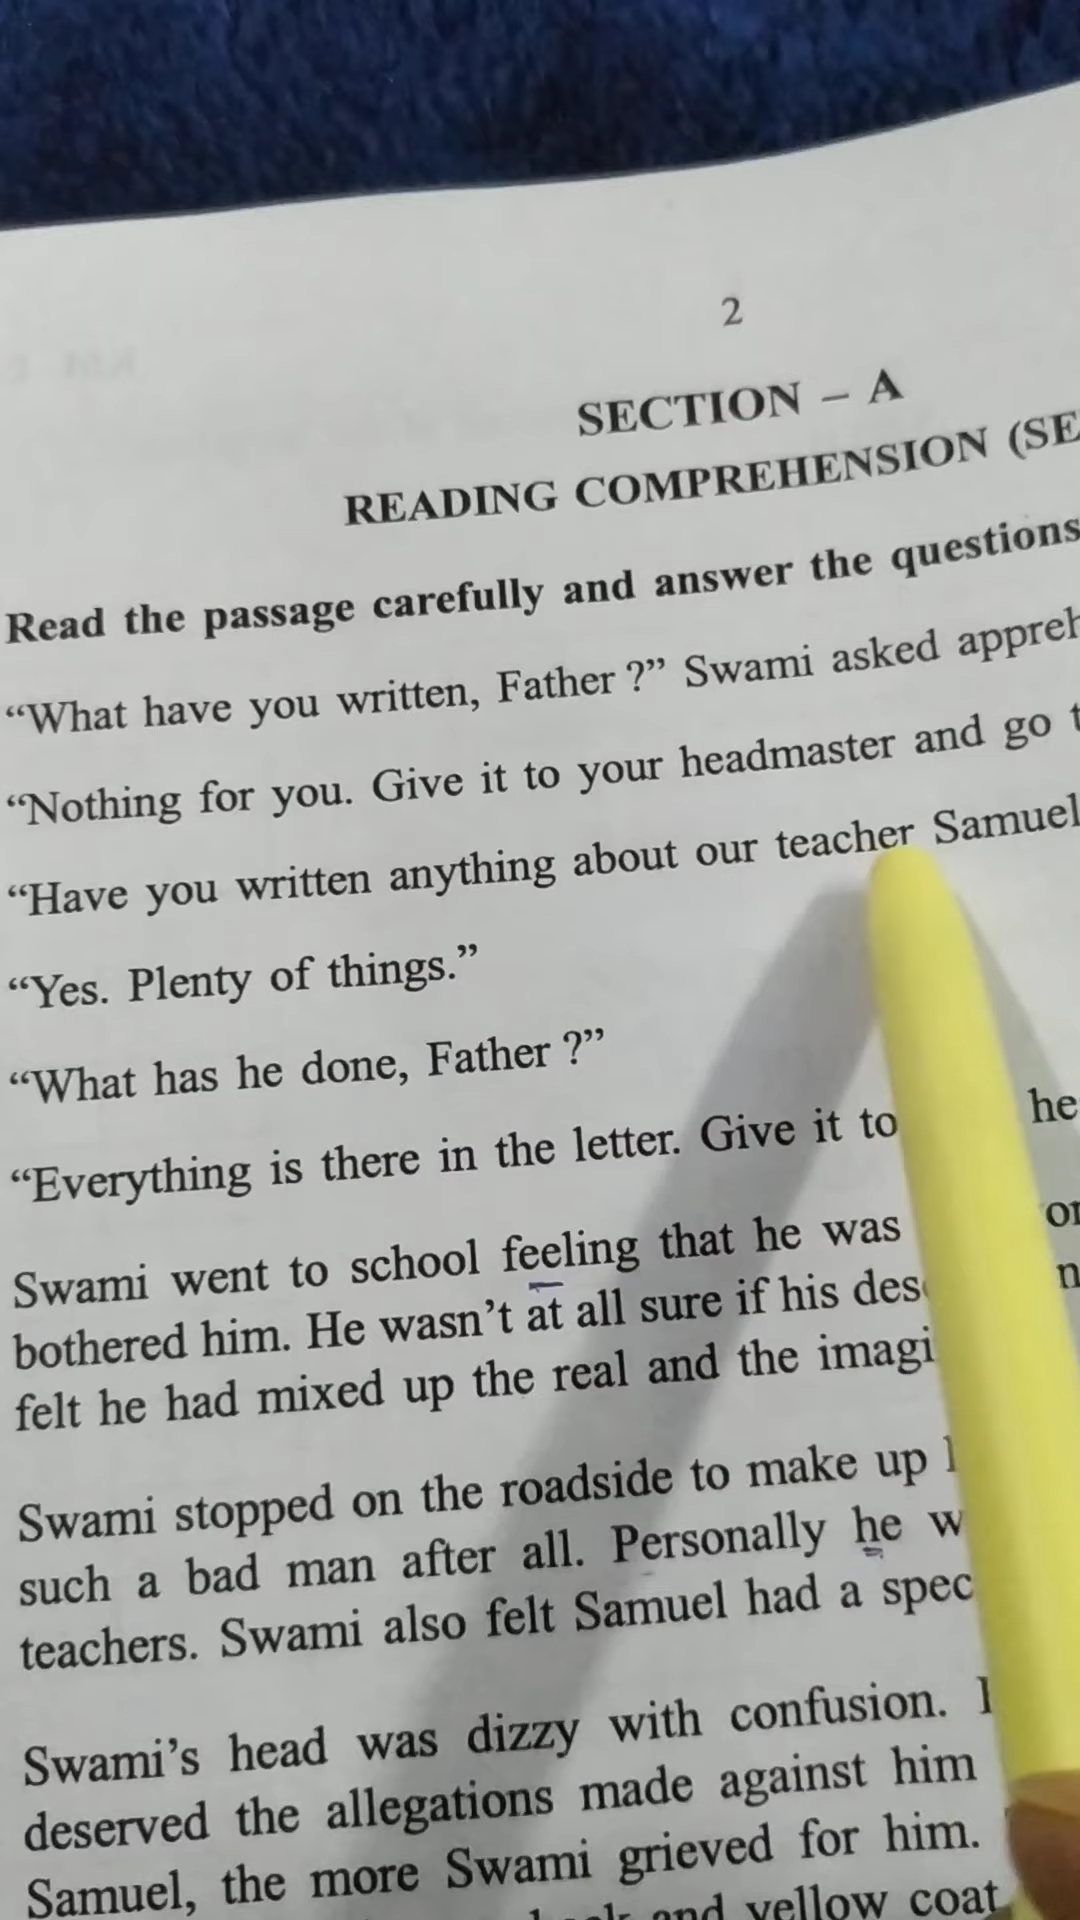 2
SECTION – A
READING COMPREHENSION (SE
Read the passage carefully and answer the questions
“What have you written, Father ?” Swami asked
“Nothing for you. Give it to your headmaster and go
“Have you written anything about our teacher Samuel
“Yes. Plenty of things.”
“What has he done, Father ?”
“Everything is there in the letter. Give it to
Swami went to school feeling that he was
bothered him. He wasn’t at all sure if his
felt he had mixed up the real and the
Swami stopped on the roadside to make up
such a bad man after all. Personally he
teachers. Swami also felt Samuel had a
Swami’s head was dizzy with confusion.
deserved the allegations made against him
Samuel, the more Swami grieved for him.
and yellow coat